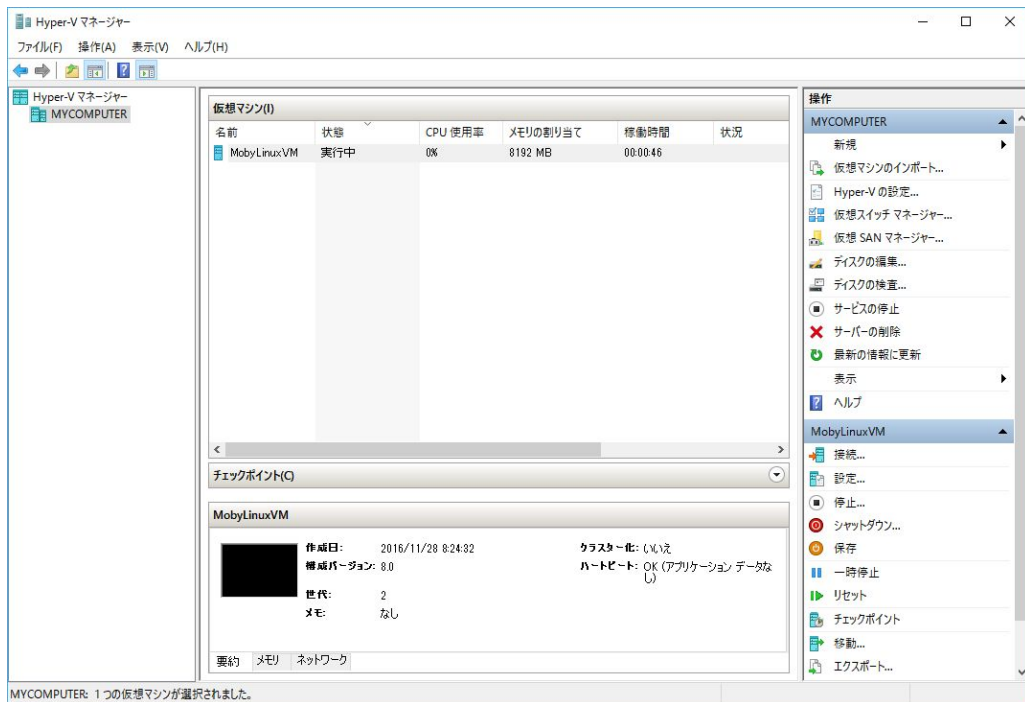 Hyper-V マネージャー
ファイル(F) 操作(A) 表示(V) ヘルプ(H)
Hyper-V マネージャー
MYCOMPUTER
仮想マシン(I)
名前 状態 CPU 使用率 メモリの割り当て 稼働時間 状況
MobyLinuxVM 実行中 0% 8192 MB 00:00:46
チェックポイント(C)
MobyLinuxVM
作成日: 2016/11/28 8:24:32 クラスター化: いいえ
構成バージョン: 8.0 ハートビート: OK (アプリケーション データな
し)
世代: 2
メモ: なし
要約 メモリ ネットワーク
操作
MYCOMPUTER
新規
仮想マシンのインポート...
Hyper-V の設定...
仮想スイッチ マネージャー...
仮想 SAN マネージャー...
ディスクの編集...
ディスクの検査...
サービスの停止
サーバーの削除
最新の情報に更新
表示
ヘルプ
MobyLinuxVM
接続...
設定...
停止...
シャットダウン...
保存
一時停止
リセット
チェックポイント
移動...
エクスポート...
MYCOMPUTER: 1 つの仮想マシンが選択されました。